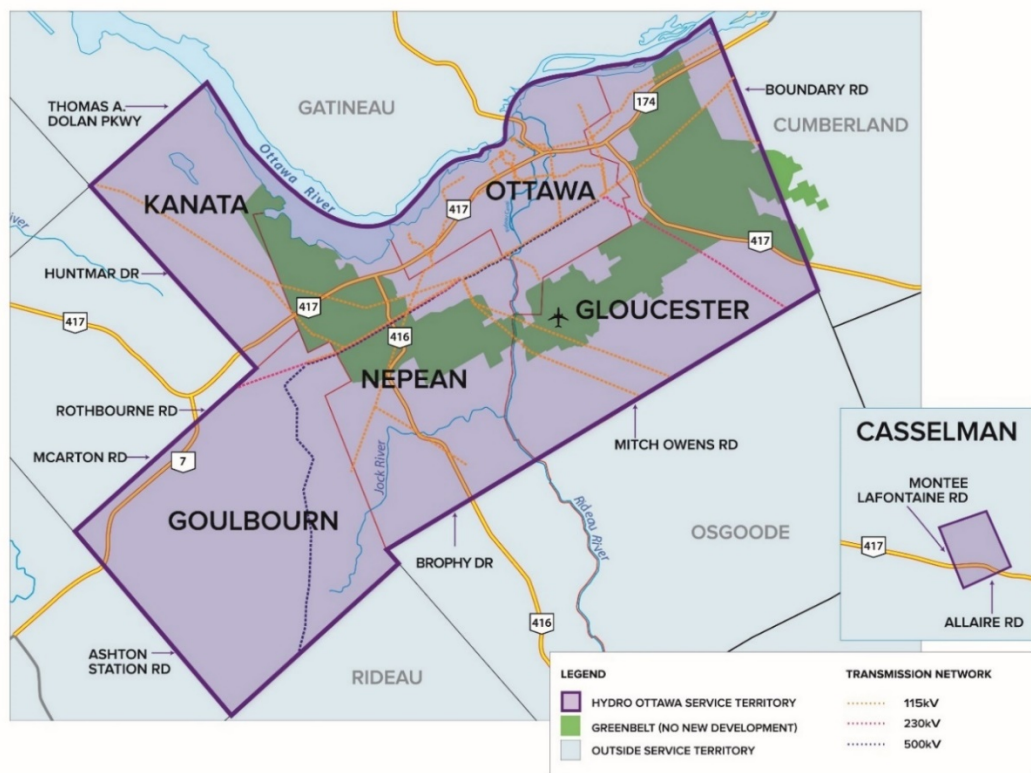 THOMAS A.
DOLAN PKWY
GATINEAU
BOUNDARY RD
174
CUMBERLAND
KANATA
Ottawa River
OTTAWA
417
River
417
HUNTMAR DR
417
417
GLOUCESTER
416
NEPEAN
ROTHBOURNE RD
MCARTON RD
7
MITCH OWENS RD
Jock River
GOULBOURN
Rideau River
OSGOODE
BROPHY DR
416
ASHTON
STATION RD
RIDEAU
CASSELMAN
MONTEE
LAFONTAINE RD
417
ALLAIRE RD
LEGEND
HYDRO OTTAWA SERVICE TERRITORY
GREENBELT (NO NEW DEVELOPMENT)
OUTSIDE SERVICE TERRITORY
TRANSMISSION NETWORK
115kV
230kV
500kV